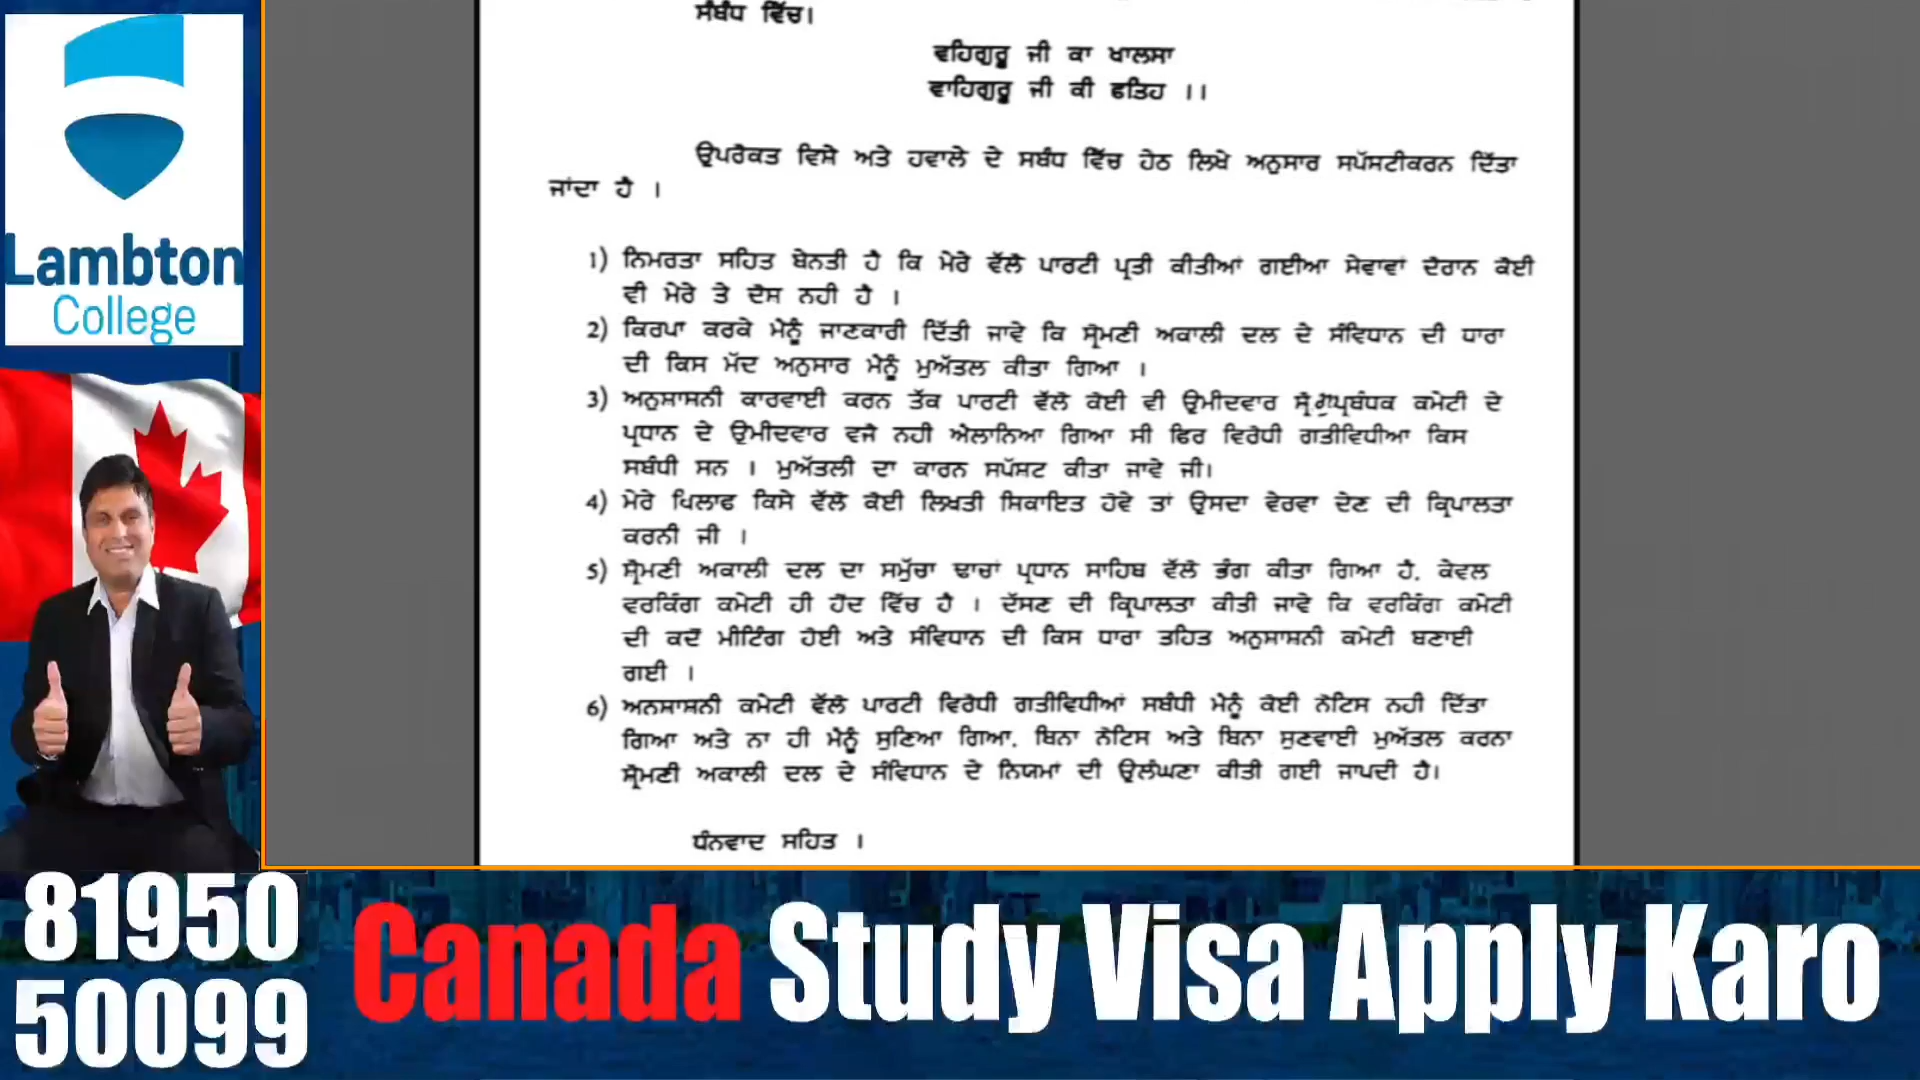 Lambton
College
81950
50099
ਸੰਬੰਧ ਵਿੱਚ।
ਵਹਿਗੁਰੂ ਜੀ ਕਾ ਖਾਲਸਾ
ਵਾਹਿਗੁਰੂ ਜੀ ਕੀ ਫਤਿਹ ।।
ਉਪਰੋਕਤ ਵਿਸ਼ੇ ਅਤੇ ਹਵਾਲੇ ਦੇ ਸਬੰਧ ਵਿੱਚ ਹੇਠ ਲਿਖੇ ਅਨੁਸਾਰ ਸਪੱਸਟੀਕਰਨ ਦਿੱਤਾ
ਜਾਂਦਾ ਹੈ ।
1) ਨਿਮਰਤਾ ਸਹਿਤ ਬੇਨਤੀ ਹੈ ਕਿ ਮੇਰੇ ਵੱਲੋ ਪਾਰਟੀ ਪ੍ਰਤੀ ਕੀਤੀਆਂ ਗਈਆ ਸੇਵਾਵਾਂ ਦੌਰਾਨ ਕੋਈ
ਵੀ ਮੇਰੇ ਤੇ ਦੋਸ ਨਹੀ ਹੈ ।
2) ਕਿਰਪਾ ਕਰਕੇ ਮੈਨੂੰ ਜਾਣਕਾਰੀ ਦਿੱਤੀ ਜਾਵੇ ਕਿ ਸ਼੍ਰੋਮਣੀ ਅਕਾਲੀ ਦਲ ਦੇ ਸੰਵਿਧਾਨ ਦੀ ਧਾਰਾ
ਦੀ ਕਿਸ ਮੱਦ ਅਨੁਸਾਰ ਮੈਨੂੰ ਮੁਅੱਤਲ ਕੀਤਾ ਗਿਆ ।
3) ਅਨੁਸ਼ਾਸ਼ਨੀ ਕਾਰਵਾਈ ਕਰਨ ਤੱਕ ਪਾਰਟੀ ਵੱਲੋ ਕੋਈ ਵੀ ਉਮੀਦਵਾਰ ਸ਼੍ਰੋ ਗੁ ਪ੍ਰਬੰਧਕ ਕਮੇਟੀ ਦੇ
ਪ੍ਰਧਾਨ ਦੇ ਉਮੀਦਵਾਰ ਵਜੋ ਨਹੀ ਐਲਾਨਿਆ ਗਿਆ ਸੀ ਫਿਰ ਵਿਰੋਧੀ ਗਤੀਵਿਧੀਆ ਕਿਸ
ਸਬੰਧੀ ਸਨ । ਮੁਅੱਤਲੀ ਦਾ ਕਾਰਨ ਸਪੱਸ਼ਟ ਕੀਤਾ ਜਾਵੇ ਜੀ।
4) ਮੇਰੇ ਖਿਲਾਫ ਕਿਸੇ ਵੱਲੋ ਕੋਈ ਲਿਖਤੀ ਸ਼ਿਕਾਇਤ ਹੋਵੇ ਤਾਂ ਉਸਦਾ ਵੇਰਵਾ ਦੇਣ ਦੀ ਕ੍ਰਿਪਾਲਤਾ
ਕਰਨੀ ਜੀ ।
5) ਸ਼੍ਰੋਮਣੀ ਅਕਾਲੀ ਦਲ ਦਾ ਸਮੁੱਚਾ ਢਾਚਾਂ ਪ੍ਰਧਾਨ ਸਾਹਿਬ ਵੱਲੋ ਭੰਗ ਕੀਤਾ ਗਿਆ ਹੈ, ਕੇਵਲ
ਵਰਕਿੰਗ ਕਮੇਟੀ ਹੀ ਹੋਂਦ ਵਿੱਚ ਹੈ । ਦੱਸਣ ਦੀ ਕ੍ਰਿਪਾਲਤਾ ਕੀਤੀ ਜਾਵੇ ਕਿ ਵਰਕਿੰਗ ਕਮੇਟੀ
ਦੀ ਕਦੋਂ ਮੀਟਿੰਗ ਹੋਈ ਅਤੇ ਸੰਵਿਧਾਨ ਦੀ ਕਿਸ ਧਾਰਾ ਤਹਿਤ ਅਨੁਸ਼ਾਸ਼ਨੀ ਕਮੇਟੀ ਬਣਾਈ
ਗਈ ।
6) ਅਨਸ਼ਾਸ਼ਨੀ ਕਮੇਟੀ ਵੱਲੋ ਪਾਰਟੀ ਵਿਰੋਧੀ ਗਤੀਵਿਧੀਆਂ ਸਬੰਧੀ ਮੈਨੂੰ ਕੋਈ ਨੋਟਿਸ ਨਹੀ ਦਿੱਤਾ
ਗਿਆ ਅਤੇ ਨਾ ਹੀ ਮੈਨੂੰ ਸੁਣਿਆ ਗਿਆ, ਬਿਨਾ ਨੋਟਿਸ ਅਤੇ ਬਿਨਾ ਸੁਣਵਾਈ ਮੁਅੱਤਲ ਕਰਨਾ
ਸ਼੍ਰੋਮਣੀ ਅਕਾਲੀ ਦਲ ਦੇ ਸੰਵਿਧਾਨ ਦੇ ਨਿਯਮਾਂ ਦੀ ਉਲੰਘਣਾ ਕੀਤੀ ਗਈ ਜਾਪਦੀ ਹੈ।
ਧੰਨਵਾਦ ਸਹਿਤ ।
Canada Study Visa Apply Karo